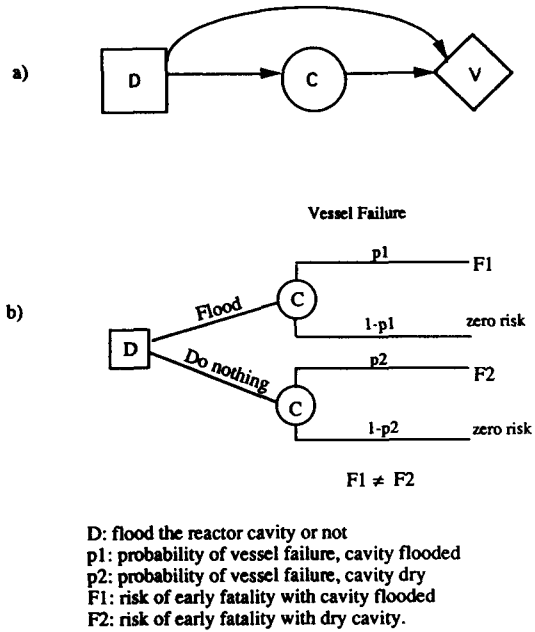 a)
D
C
V
Vessel Failure
b)
D
Flood
Do nothing
C
p1
F1
1-p1
zero risk
C
p2
F2
1-p2
zero risk
F1 ≠ F2
D: flood the reactor cavity or not
p1: probability of vessel failure, cavity flooded
p2: probability of vessel failure, cavity dry
F1: risk of early fatality with cavity flooded
F2: risk of early fatality with dry cavity.